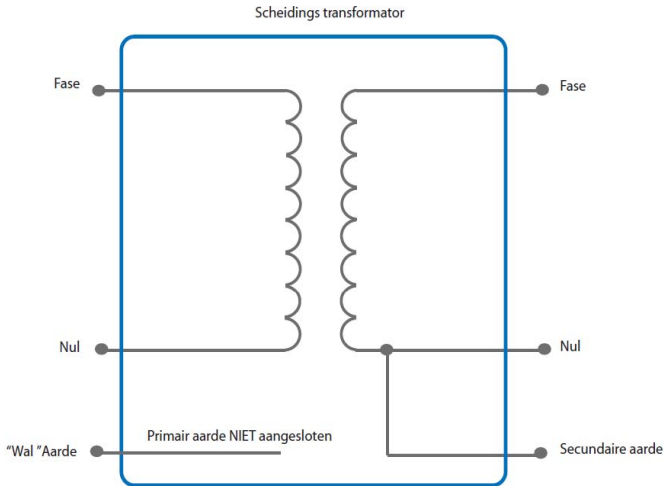 Scheidings transformator
Fase
Fase
Nul
Nul
"Wal "Aarde
Primair aarde NIET aangesloten
Secundaire aarde